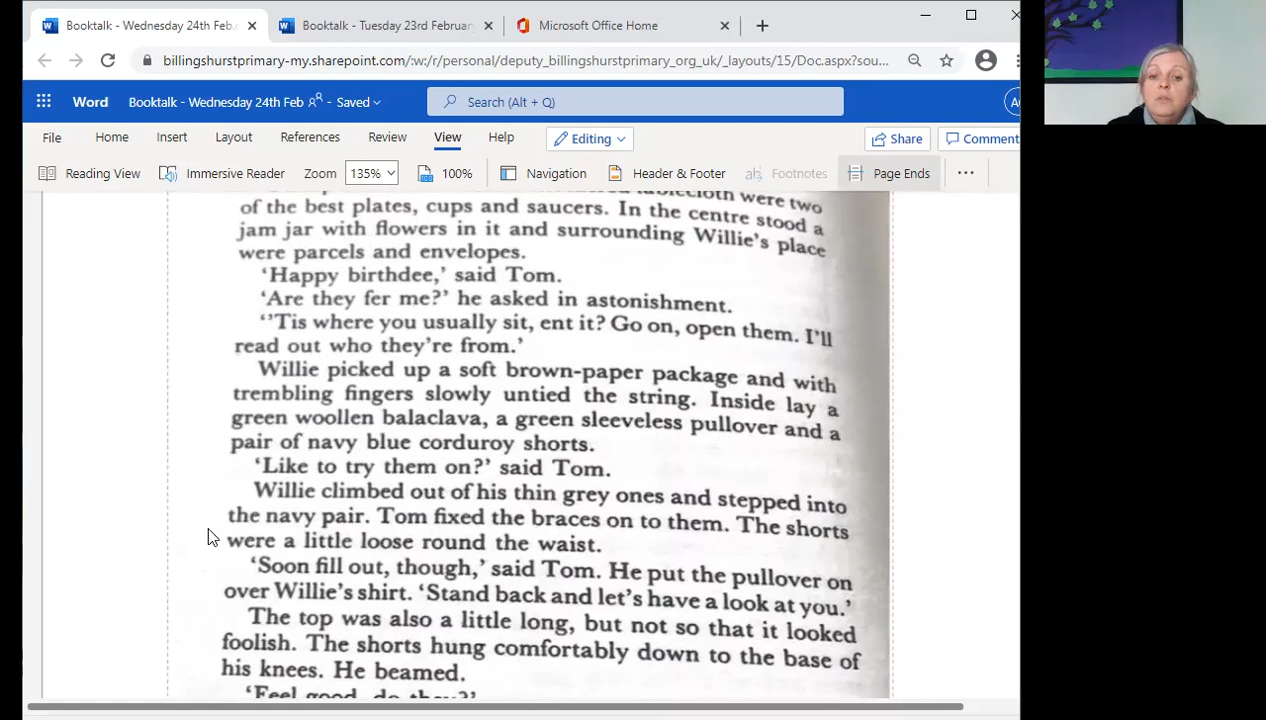 Booktalk - Wednesday 24th Feb.
Booktalk - Tuesday 23rd February
Microsoft Office Home
billingshurstprimary-my.sharepoint.com/:w:/r/personal/deputy_billingshurstprimary_org_uk/_layouts/15/Doc.aspx?sou...
Word Booktalk - Wednesday 24th Feb - Saved
Search (Alt + Q)
File Home Insert Layout References Review View Help Editing Share Comment
Reading View Immersive Reader Zoom 135% 100% Navigation Header & Footer Footnotes Page Ends ...
tablecloth were two
of the best plates, cups and saucers. In the centre stood a
jam jar with flowers in it and surrounding Willie's place
were parcels and envelopes.
'Happy birthdee,' said Tom.
'Are they fer me?' he asked in astonishment.
''Tis where you usually sit, ent it? Go on, open them. I'll
read out who they're from.'
Willie picked up a soft brown-paper package and with
trembling fingers slowly untied the string. Inside lay a
green woollen balaclava, a green sleeveless pullover and a
pair of navy blue corduroy shorts.
'Like to try them on?' said Tom.
Willie climbed out of his thin grey ones and stepped into
the navy pair. Tom fixed the braces on to them. The shorts
were a little loose round the waist.
'Soon fill out, though,' said Tom. He put the pullover on
over Willie's shirt. 'Stand back and let's have a look at you.'
The top was also a little long, but not so that it looked
foolish. The shorts hung comfortably down to the base of
his knees. He beamed.
'Feel good, do they?'